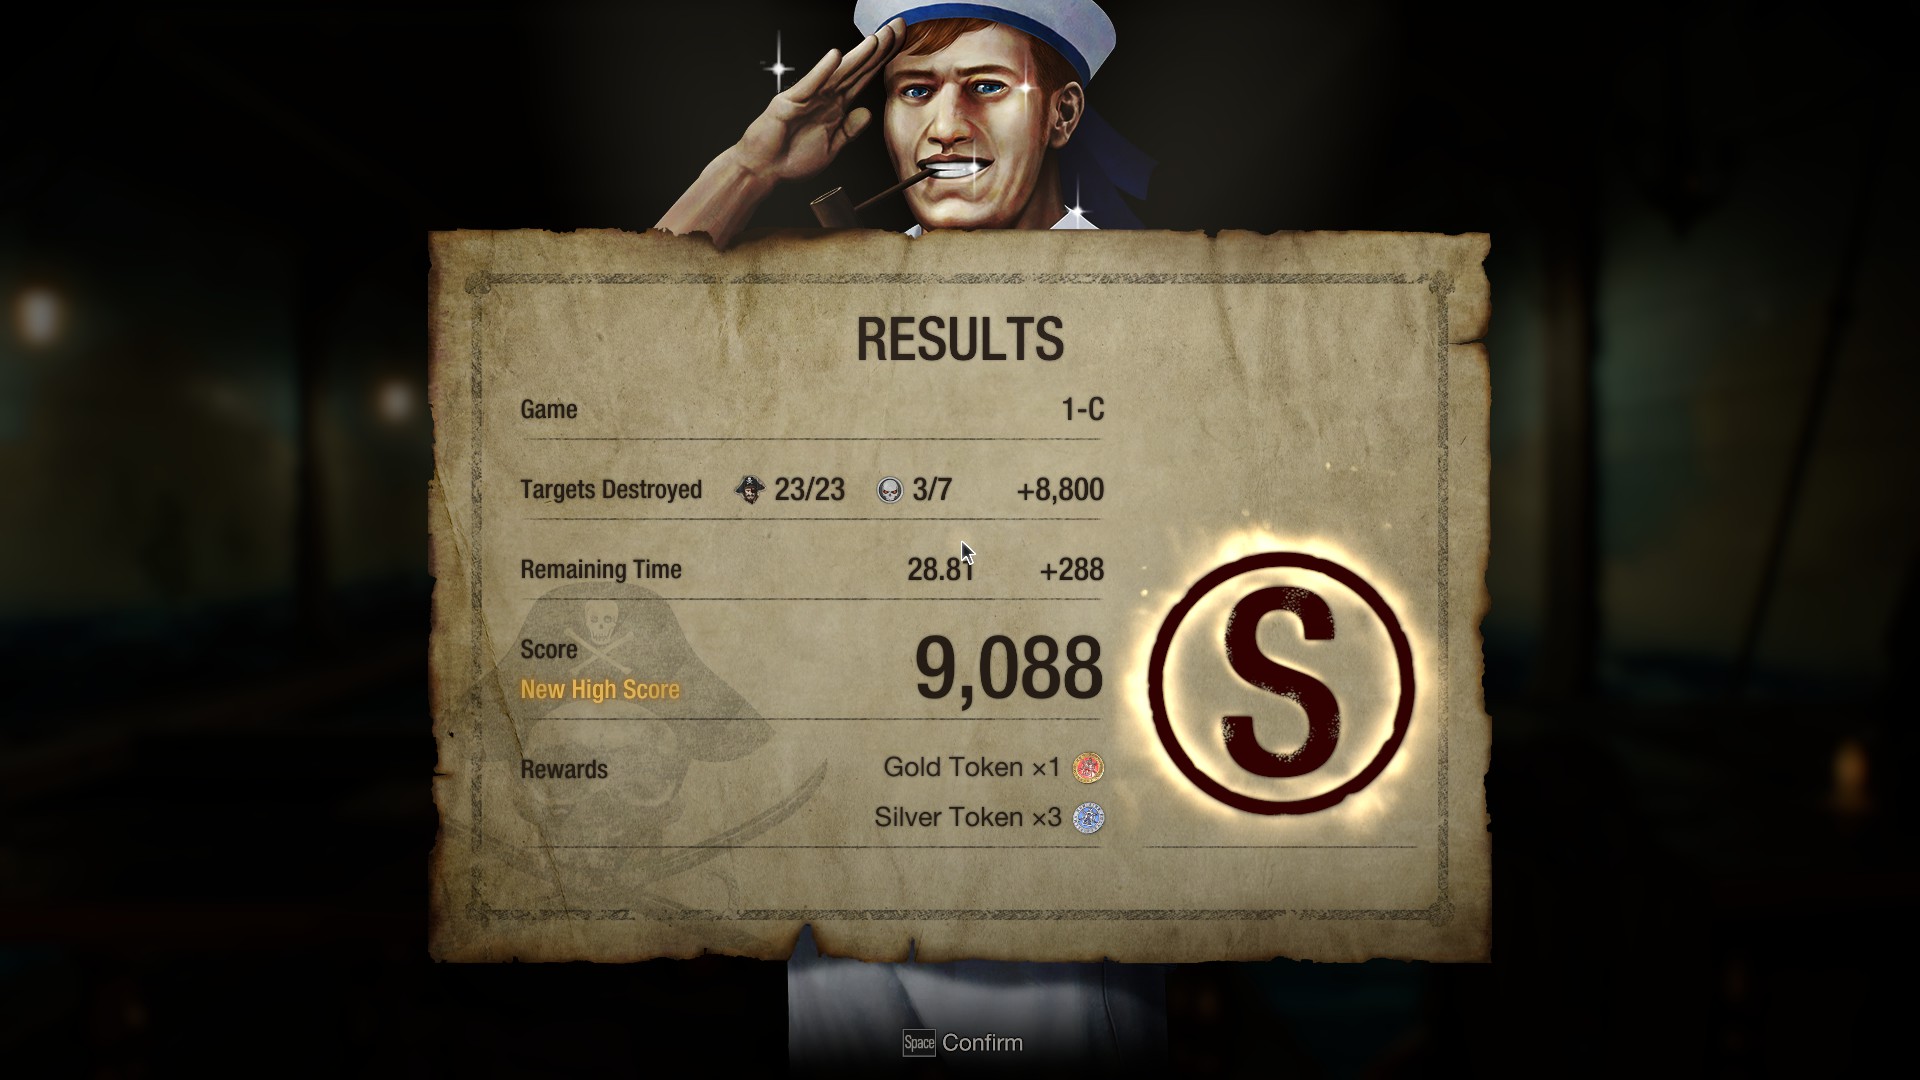 RESULTS
Game 1-C
Targets Destroyed 23/23 3/7 +8,800
Remaining Time 28.81 +288
Score 9,088
New High Score
Rewards Gold Token ×1
Silver Token ×3
S
Space Confirm